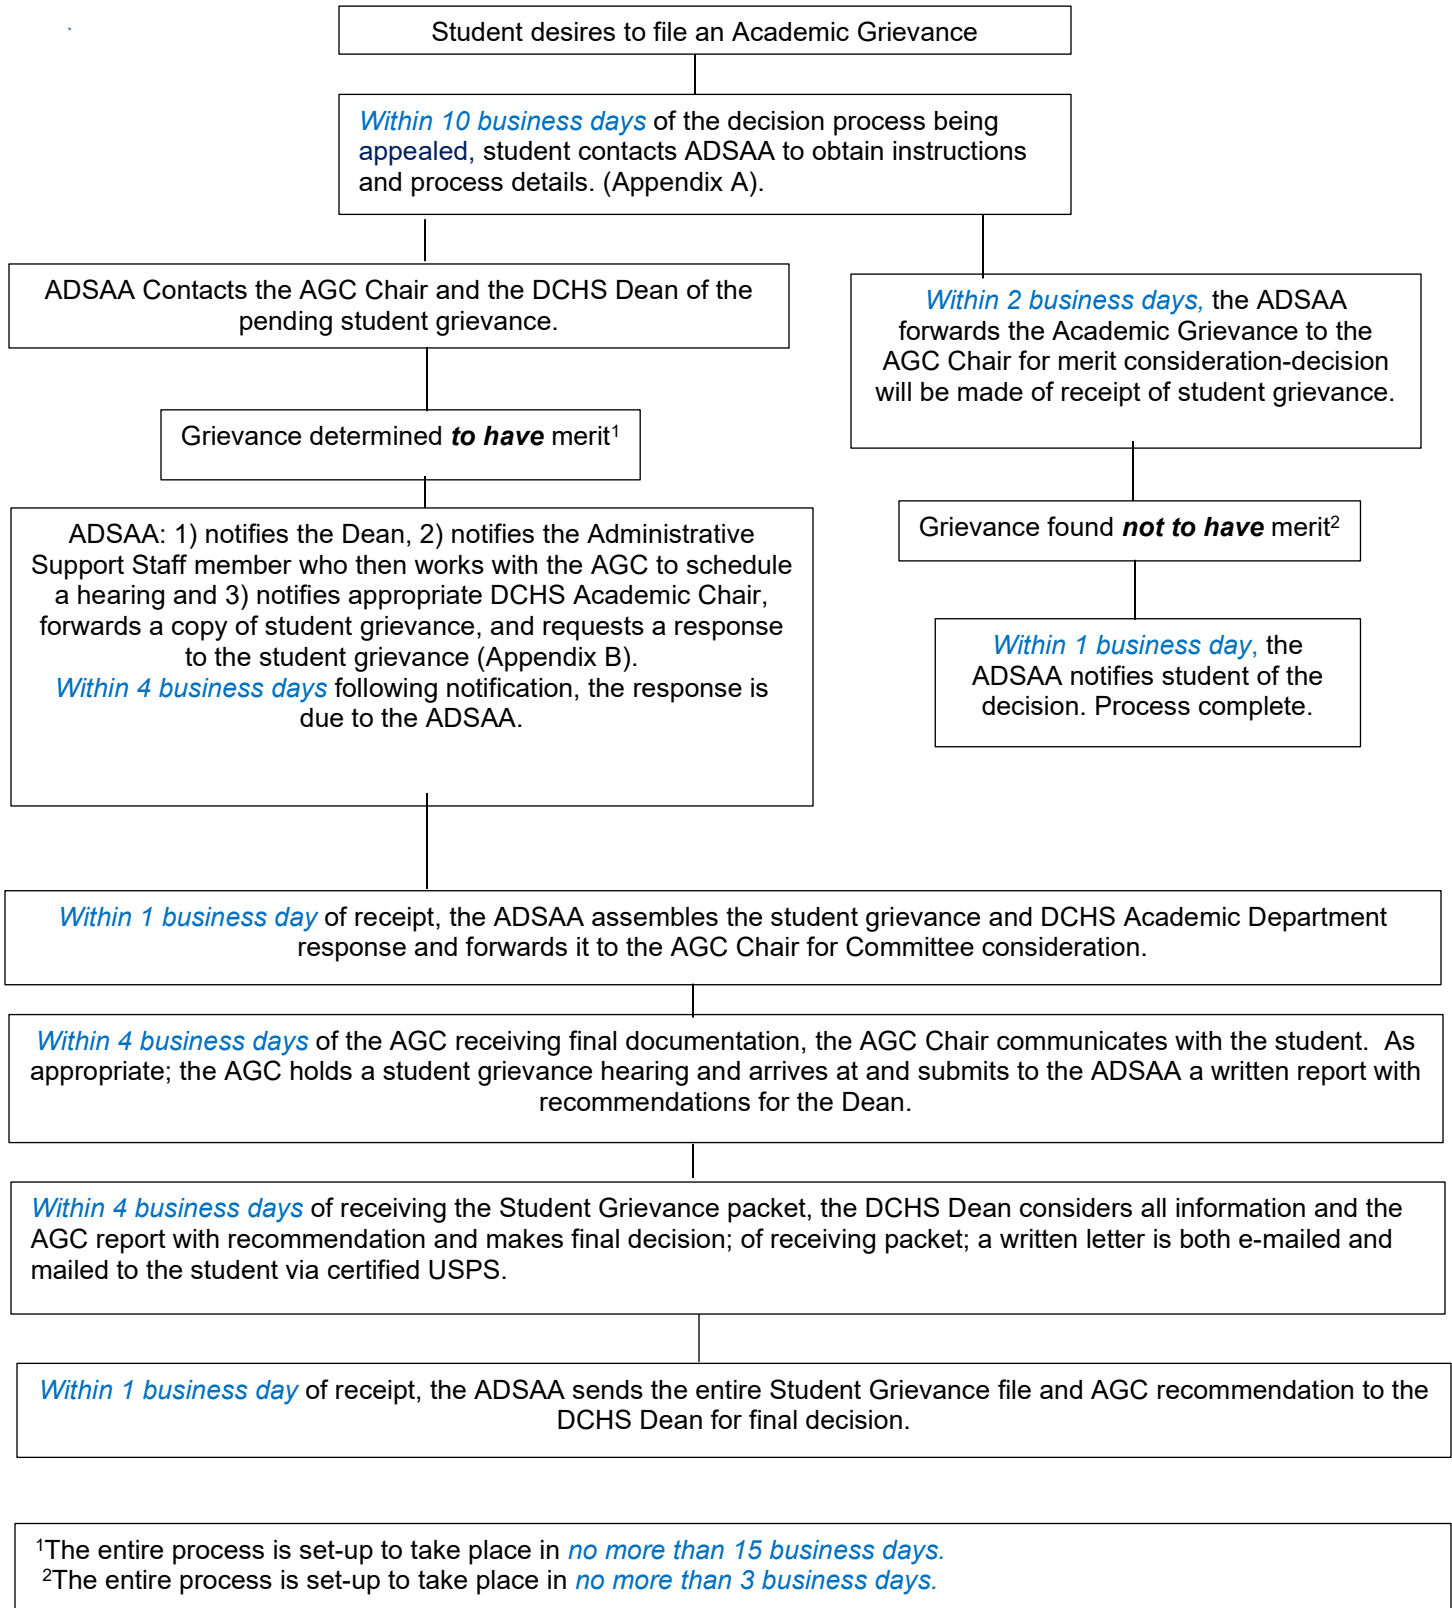 Student desires to file an Academic Grievance
Within 10 business days of the decision process being
appealed, student contacts ADSAA to obtain instructions
and process details. (Appendix A).
ADSAA Contacts the AGC Chair and the DCHS Dean of the
pending student grievance.
Within 2 business days, the ADSAA
forwards the Academic Grievance to the
AGC Chair for merit consideration-decision
will be made of receipt of student grievance.
Grievance determined to have merit¹
Grievance found not to have merit²
ADSAA: 1) notifies the Dean, 2) notifies the Administrative
Support Staff member who then works with the AGC to schedule
a hearing and 3) notifies appropriate DCHS Academic Chair,
forwards a copy of student grievance, and requests a response
to the student grievance (Appendix B).
Within 4 business days following notification, the response is
due to the ADSAA.
Within 1 business day, the
ADSAA notifies student of the
decision. Process complete.
Within 1 business day of receipt, the ADSAA assembles the student grievance and DCHS Academic Department
response and forwards it to the AGC Chair for Committee consideration.
Within 4 business days of the AGC receiving final documentation, the AGC Chair communicates with the student.  As
appropriate; the AGC holds a student grievance hearing and arrives at and submits to the ADSAA a written report with
recommendations for the Dean.
Within 4 business days of receiving the Student Grievance packet, the DCHS Dean considers all information and the
AGC report with recommendation and makes final decision; of receiving packet; a written letter is both e-mailed and
mailed to the student via certified USPS.
Within 1 business day of receipt, the ADSAA sends the entire Student Grievance file and AGC recommendation to the
DCHS Dean for final decision.
¹The entire process is set-up to take place in no more than 15 business days.
²The entire process is set-up to take place in no more than 3 business days.